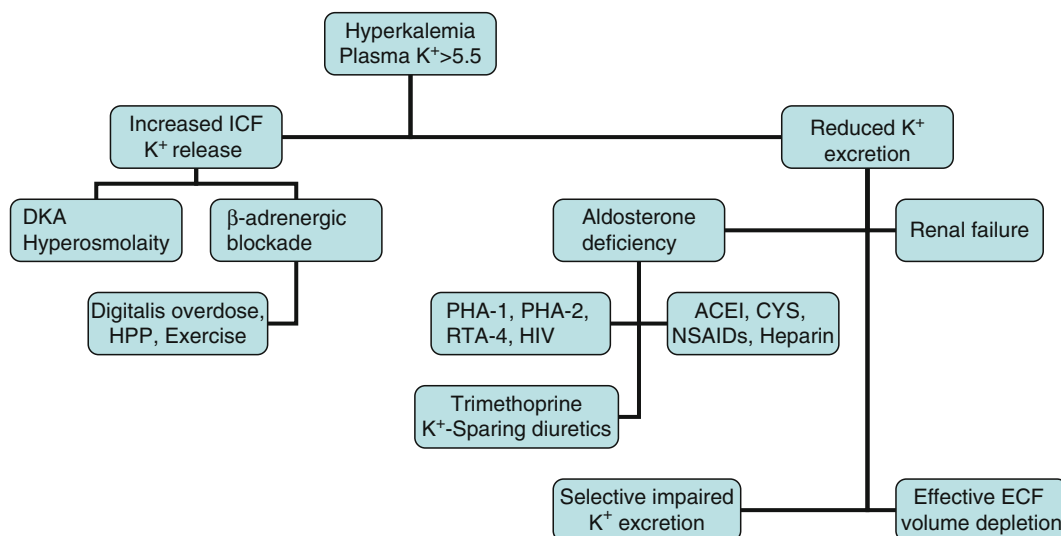 Hyperkalemia
Plasma K⁺>5.5
Increased ICF
K⁺ release
Reduced K⁺
excretion
DKA
Hyperosmolaity
β-adrenergic
blockade
Aldosterone
deficiency
Renal failure
Digitalis overdose,
HPP, Exercise
PHA-1, PHA-2,
RTA-4, HIV
ACEI, CYS,
NSAIDs, Heparin
Trimethoprine
K⁺-Sparing diuretics
Selective impaired
K⁺ excretion
Effective ECF
volume depletion